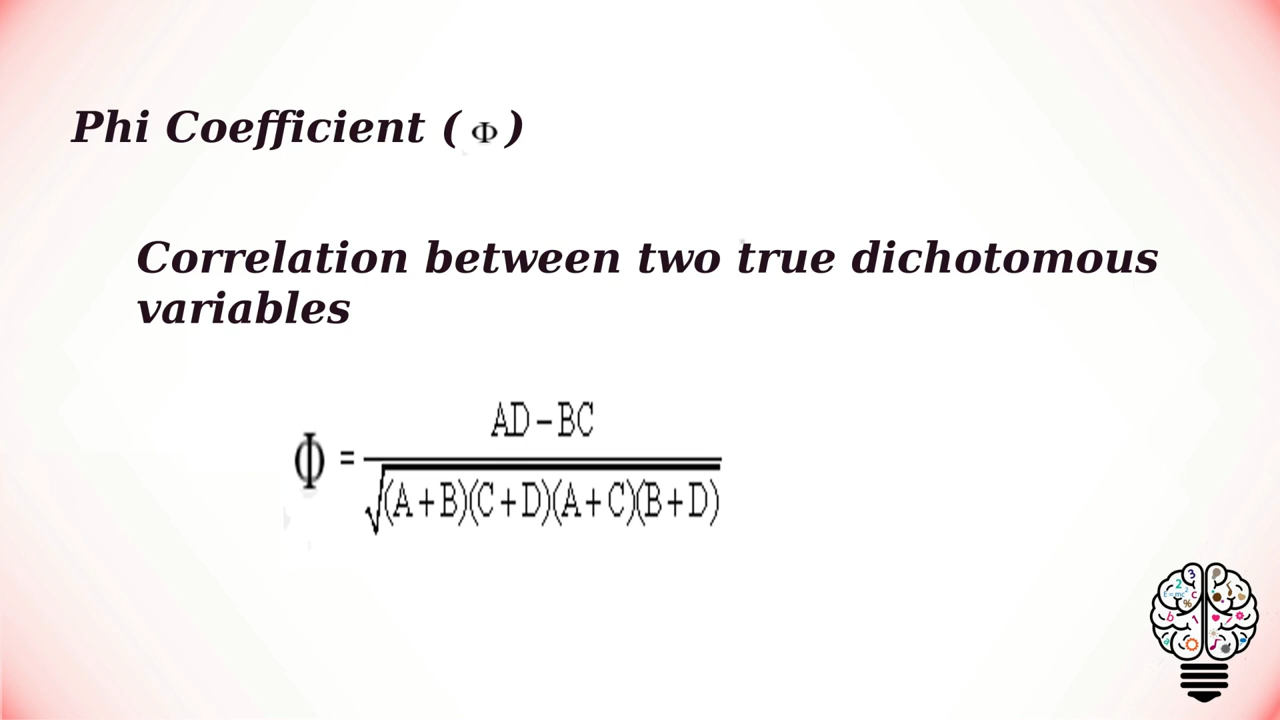 Phi Coefficient ( Φ )
Correlation between two true dichotomous
variables
AD – BC
Φ = 
√(A + B)(C + D)(A + C)(B + D)